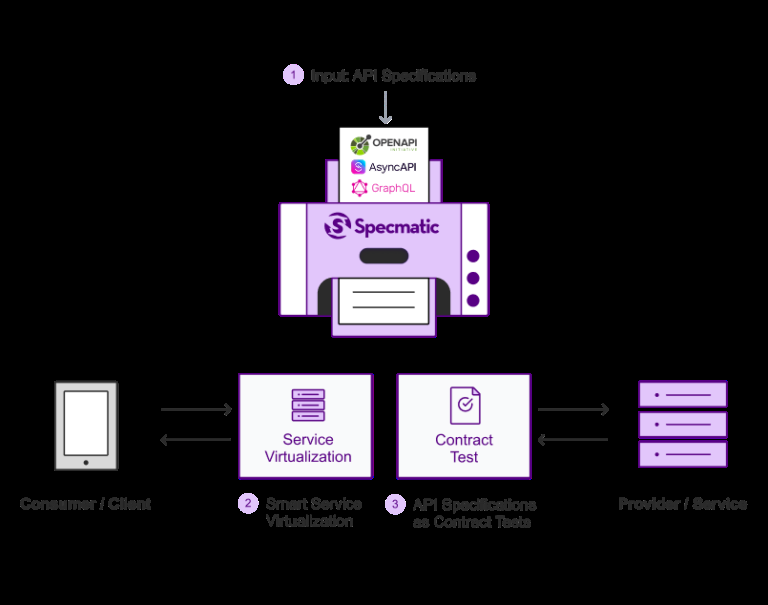 1 Input: API Specifications
OPENAPI
INITIATIVE
AsyncAPI
GraphQL
Specmatic
Service
Virtualization
Contract
Test
Consumer / Client
2 Smart Service
Virtualization
3 API Specifications
as Contract Tests
Provider / Service